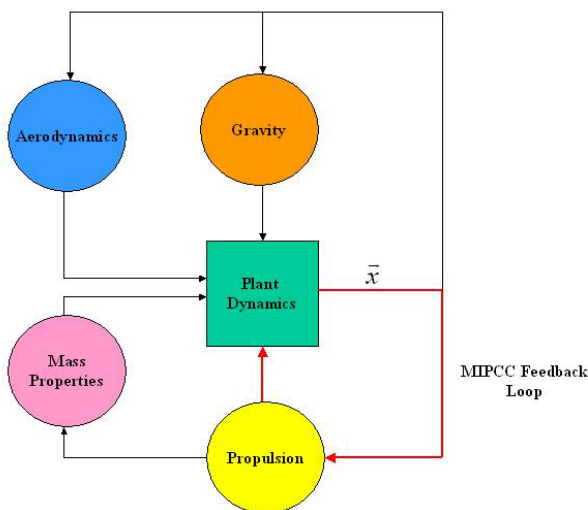 Aerodynamics
Gravity
Plant
Dynamics
x̄
Mass
Properties
MIPCC Feedback
Loop
Propulsion